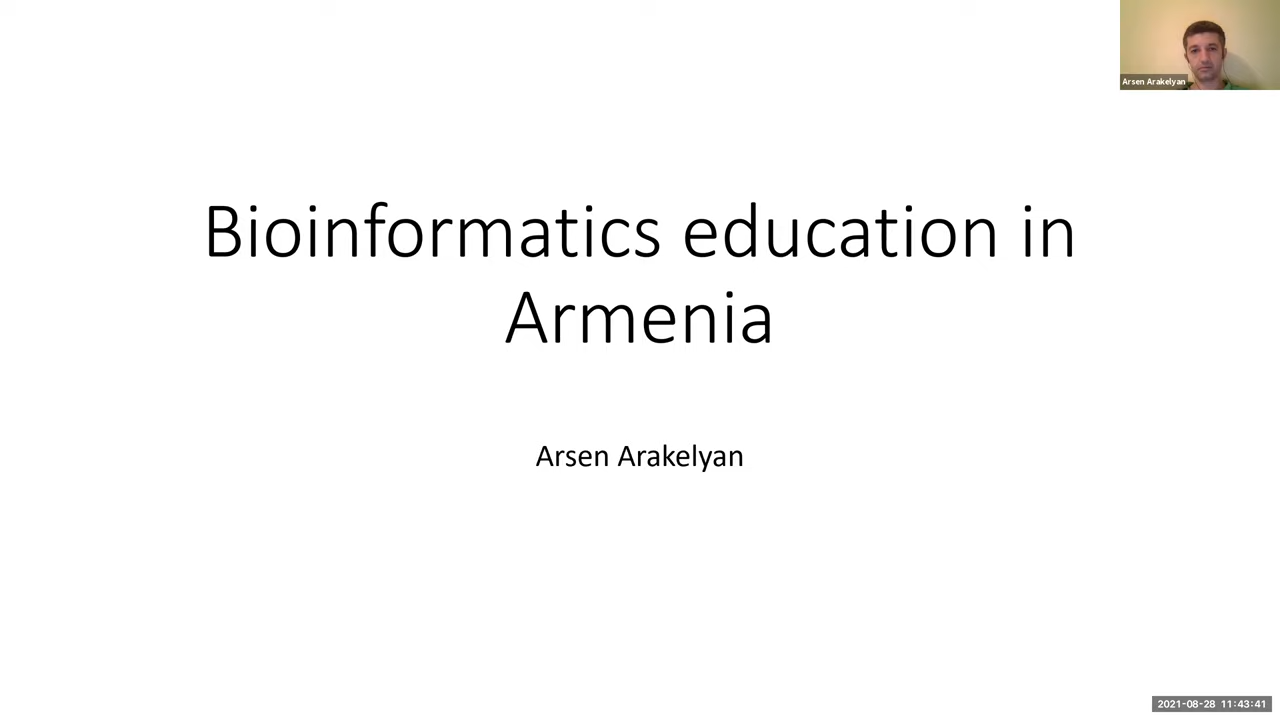 Arsen Arakelyan
Bioinformatics education in
Armenia
Arsen Arakelyan
2021-08-28 11:43:41